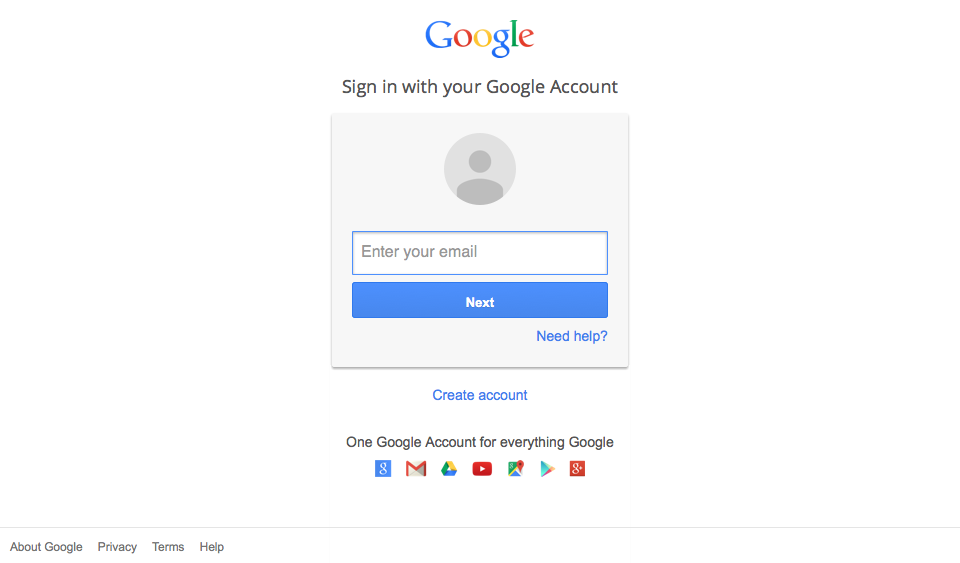 Google
Sign in with your Google Account
Enter your email
Next
Need help?
Create account
One Google Account for everything Google
8 g+
About Google Privacy Terms Help